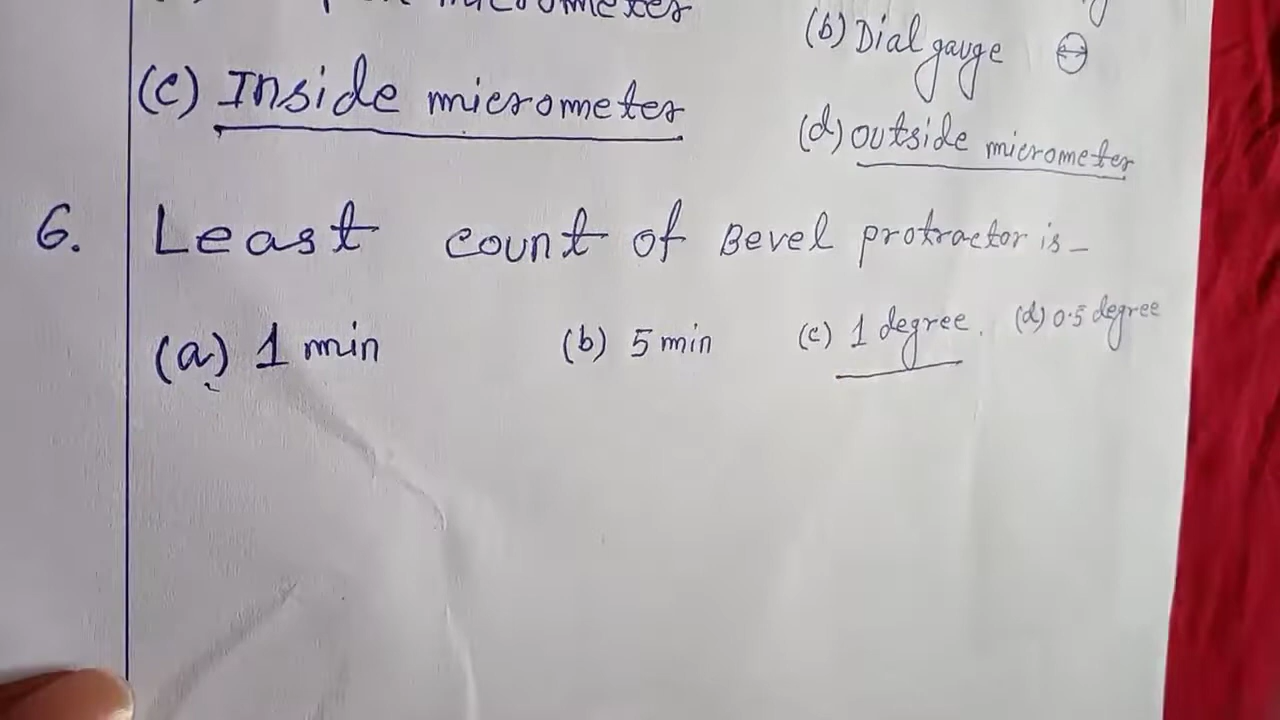 micrometer
(b) Dial gauge
(c) Inside micrometer
(d) outside micrometer
6. Least count of Bevel protractor is -
(a) 1 min (b) 5 min (c) 1 degree. (d) 0.5 degree